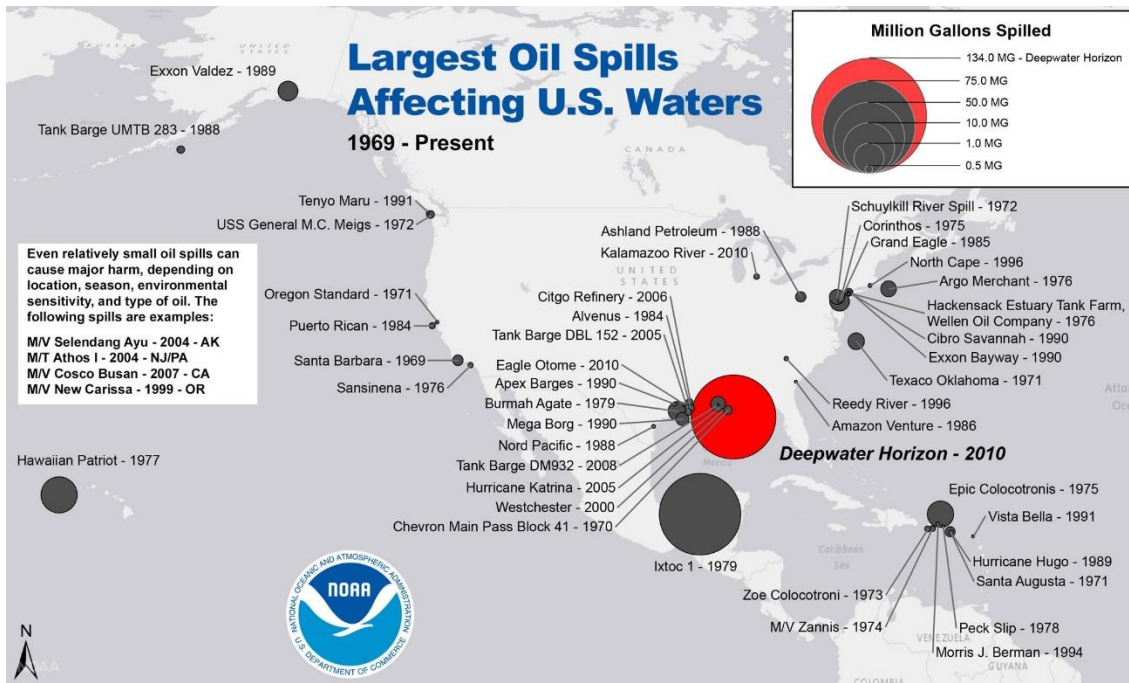 Largest Oil Spills
Affecting U.S. Waters
1969 - Present
Million Gallons Spilled
134.0 MG - Deepwater Horizon
75.0 MG
50.0 MG
10.0 MG
1.0 MG
0.5 MG
RUSSIA
UNITED
STATES
CANADA
Exxon Valdez - 1989
Tank Barge UMTB 283 - 1988
Tenyo Maru - 1991
USS General M.C. Meigs - 1972
Even relatively small oil spills can
cause major harm, depending on
location, season, environmental
sensitivity, and type of oil. The
following spills are examples:
M/V Selendang Ayu - 2004 - AK
M/T Athos I - 2004 - NJ/PA
M/V Cosco Busan - 2007 - CA
M/V New Carissa - 1999 - OR
Oregon Standard - 1971
Puerto Rican - 1984
Santa Barbara - 1969
Sansinena - 1976
Hawaiian Patriot - 1977
Ashland Petroleum - 1988
Kalamazoo River - 2010
UNITED
STATES
Citgo Refinery - 2006
Alvenus - 1984
Tank Barge DBL 152 - 2005
Eagle Otome - 2010
Apex Barges - 1990
Burmah Agate - 1979
Mega Borg - 1990
Nord Pacific - 1988
Tank Barge DM932 - 2008
Hurricane Katrina - 2005
Westchester - 2000
Chevron Main Pass Block 41 - 1970
Schuylkill River Spill - 1972
Corinthos - 1975
Grand Eagle - 1985
North Cape - 1996
Argo Merchant - 1976
Hackensack Estuary Tank Farm,
Wellen Oil Company - 1976
Cibro Savannah - 1990
Exxon Bayway - 1990
Texaco Oklahoma - 1971
Reedy River - 1996
Amazon Venture - 1986
Deepwater Horizon - 2010
Mexico
Ixtoc 1 - 1979
Epic Colocotronis - 1975
Vista Bella - 1991
Hurricane Hugo - 1989
Santa Augusta - 1971
Zoe Colocotroni - 1973
M/V Zannis - 1974
Peck Slip - 1978
Morris J. Berman - 1994
Caribbean
Sea
VENEZUELA
GUYANA
COLOMBIA
NATIONAL OCEANIC AND ATMOSPHERIC ADMINISTRATION
NOAA
U.S. DEPARTMENT OF COMMERCE
N
NOAA